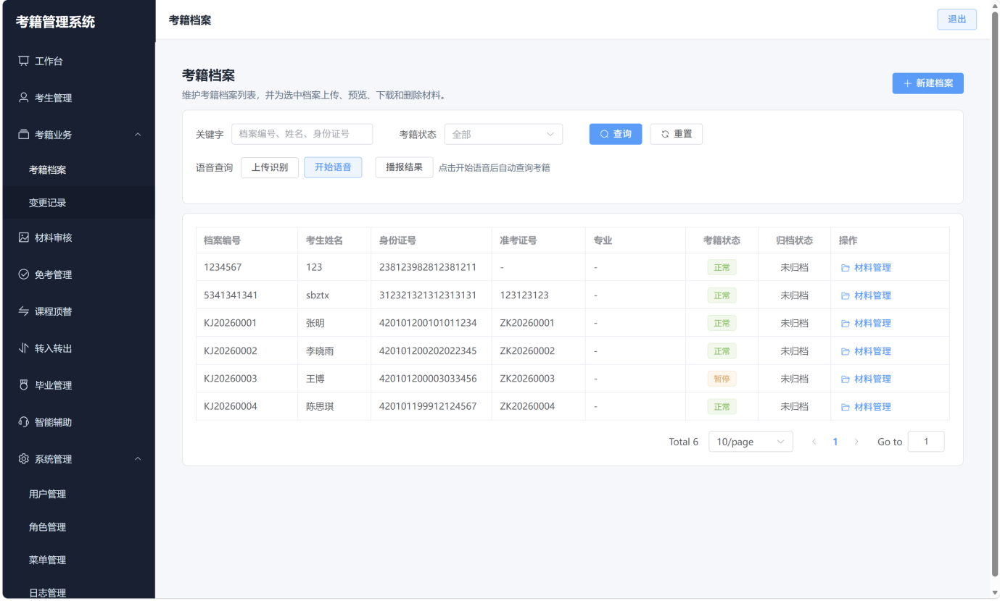 考籍管理系统
工作台
考生管理
考籍业务
考籍档案
变更记录
材料审核
免考管理
课程顶替
转入转出
毕业管理
智能辅助
系统管理
用户管理
角色管理
菜单管理
日志管理
考籍档案 退出
考籍档案
维护考籍档案列表，并为选中档案上传、预览、下载和删除材料。
新建档案
关键字 档案编号、姓名、身份证号 考籍状态 全部 查询 重置
语音查询 上传识别 开始语音 播报结果 点击开始语音后自动查询考籍
档案编号 考生姓名 身份证号 准考证号 专业 考籍状态 归档状态 操作
1234567 123 238123982812381211 - - 正常 未归档 材料管理
5341341341 sbztx 312321321312313131 123123123 - 正常 未归档 材料管理
KJ20260001 张明 420101200101011234 ZK20260001 - 正常 未归档 材料管理
KJ20260002 李晓雨 420101200202022345 ZK20260002 - 正常 未归档 材料管理
KJ20260003 王博 420101200003033456 ZK20260003 - 暂停 未归档 材料管理
KJ20260004 陈思琪 420101199912124567 ZK20260004 - 正常 未归档 材料管理
Total 6 10/page 1 Go to 1